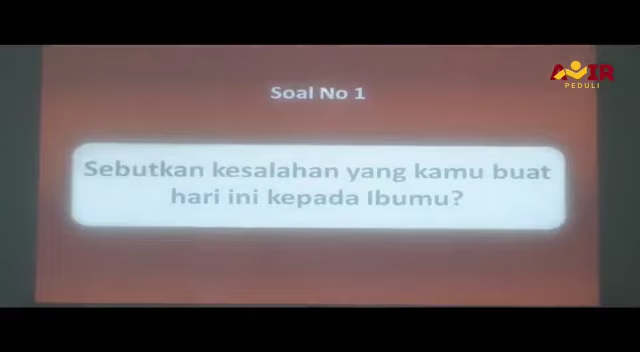 AMIR
PEDULI
Soal No 1
Sebutkan kesalahan yang kamu buat
hari ini kepada Ibumu?